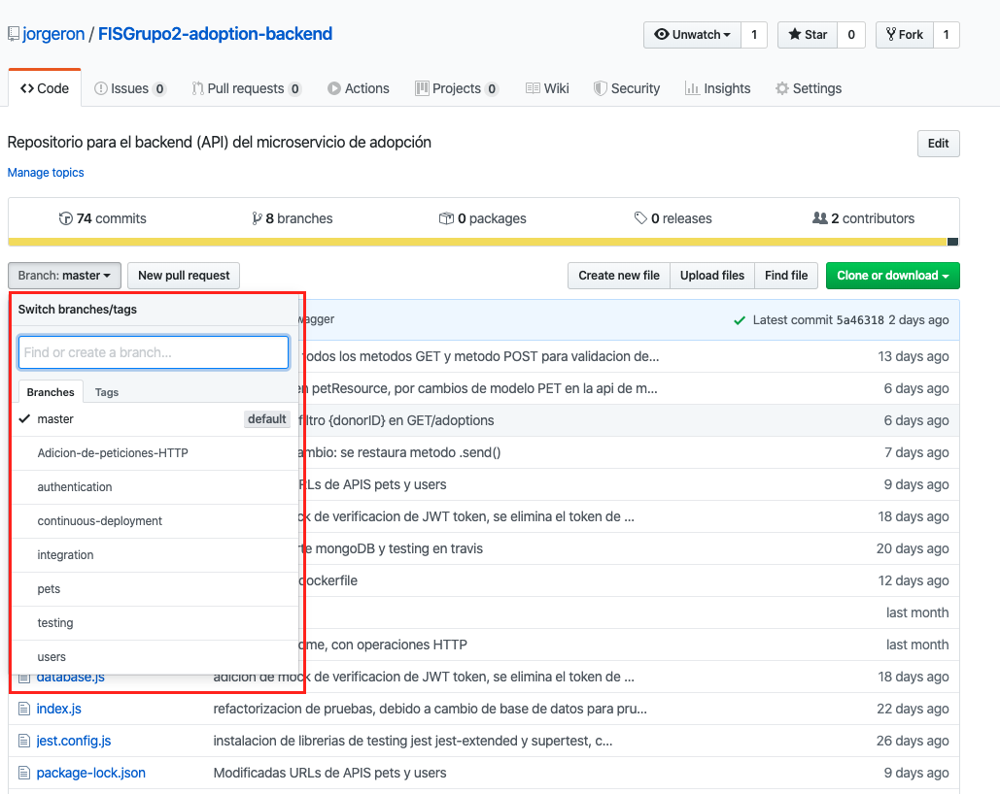 jorgeron / FISGrupo2-adoption-backend
Unwatch 1 Star 0 Fork 1
Code Issues 0 Pull requests 0 Actions Projects 0 Wiki Security Insights Settings
Repositorio para el backend (API) del microservicio de adopción Edit
Manage topics
74 commits 8 branches 0 packages 0 releases 2 contributors
Branch: master New pull request Create new file Upload files Find file Clone or download
Switch branches/tags
Find or create a branch...
Branches Tags
master default
Adicion-de-peticiones-HTTP
authentication
continuous-deployment
integration
pets
testing
users
Latest commit 5a46318 2 days ago
todos los metodos GET y metodo POST para validacion de... 13 days ago
petResource, por cambios de modelo PET en la api de m... 6 days ago
{donorID} en GET/adoptions 6 days ago
: se restaura metodo .send() 7 days ago
de APIS pets y users 9 days ago
de verificacion de JWT token, se elimina el token de ... 18 days ago
mongoDB y testing en travis 20 days ago
dockerfile 12 days ago
last month
, con operaciones HTTP last month
database.js adicion de mock de verificacion de JWT token, se elimina el token de ... 18 days ago
index.js refactorizacion de pruebas, debido a cambio de base de datos para pru... 22 days ago
jest.config.js instalacion de librerias de testing jest jest-extended y supertest, c... 26 days ago
package-lock.json Modificadas URLs de APIS pets y users 9 days ago